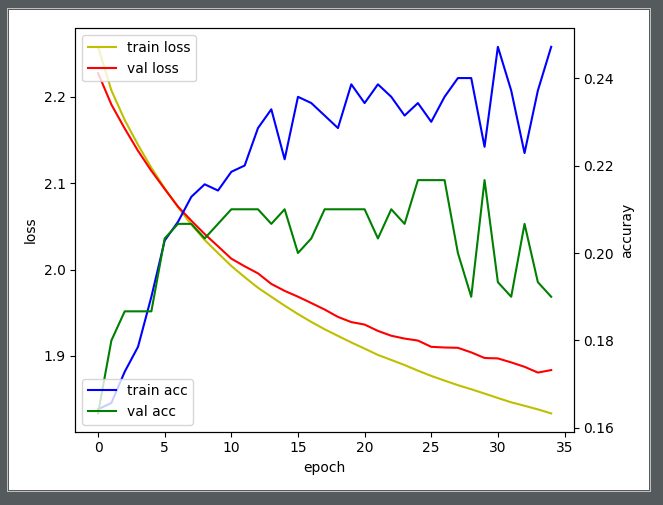 train loss
val loss
2.2
2.1
2.0
1.9
loss
0.24
0.22
0.20
0.18
0.16
accuray
train acc
val acc
0 5 10 15 20 25 30 35
epoch